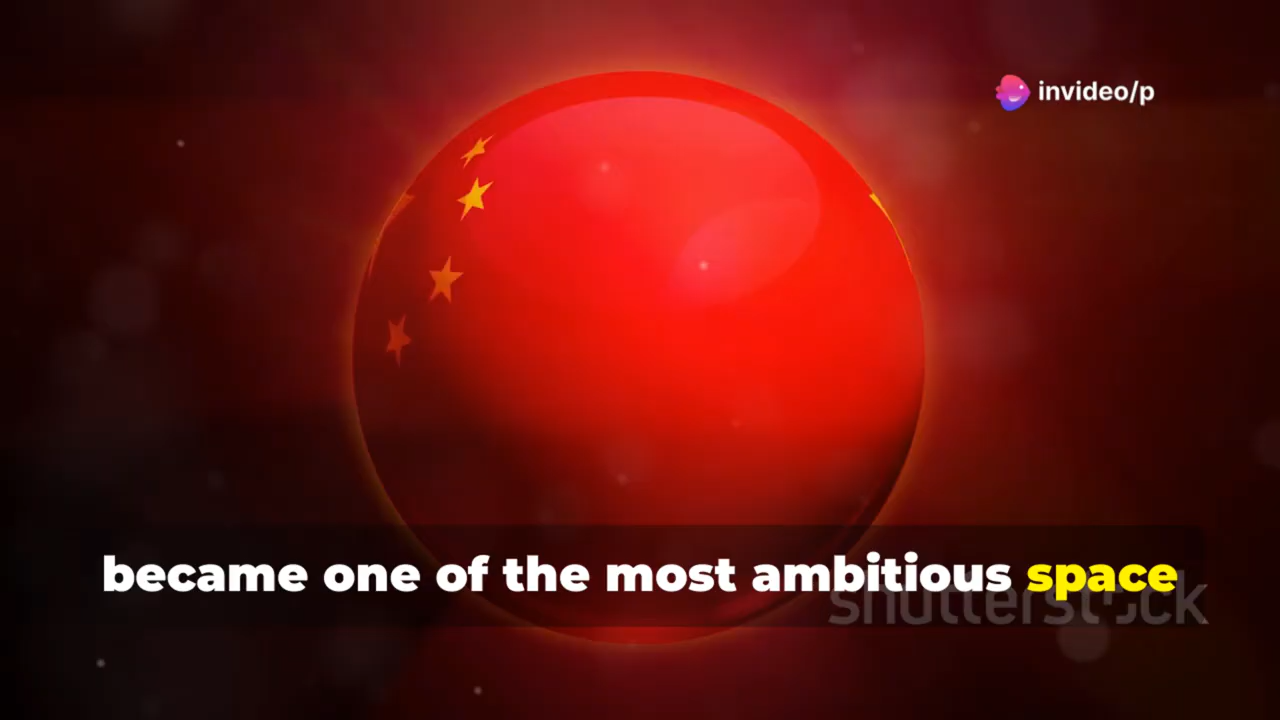 invideo/p
became one of the most ambitious space
shutterstock